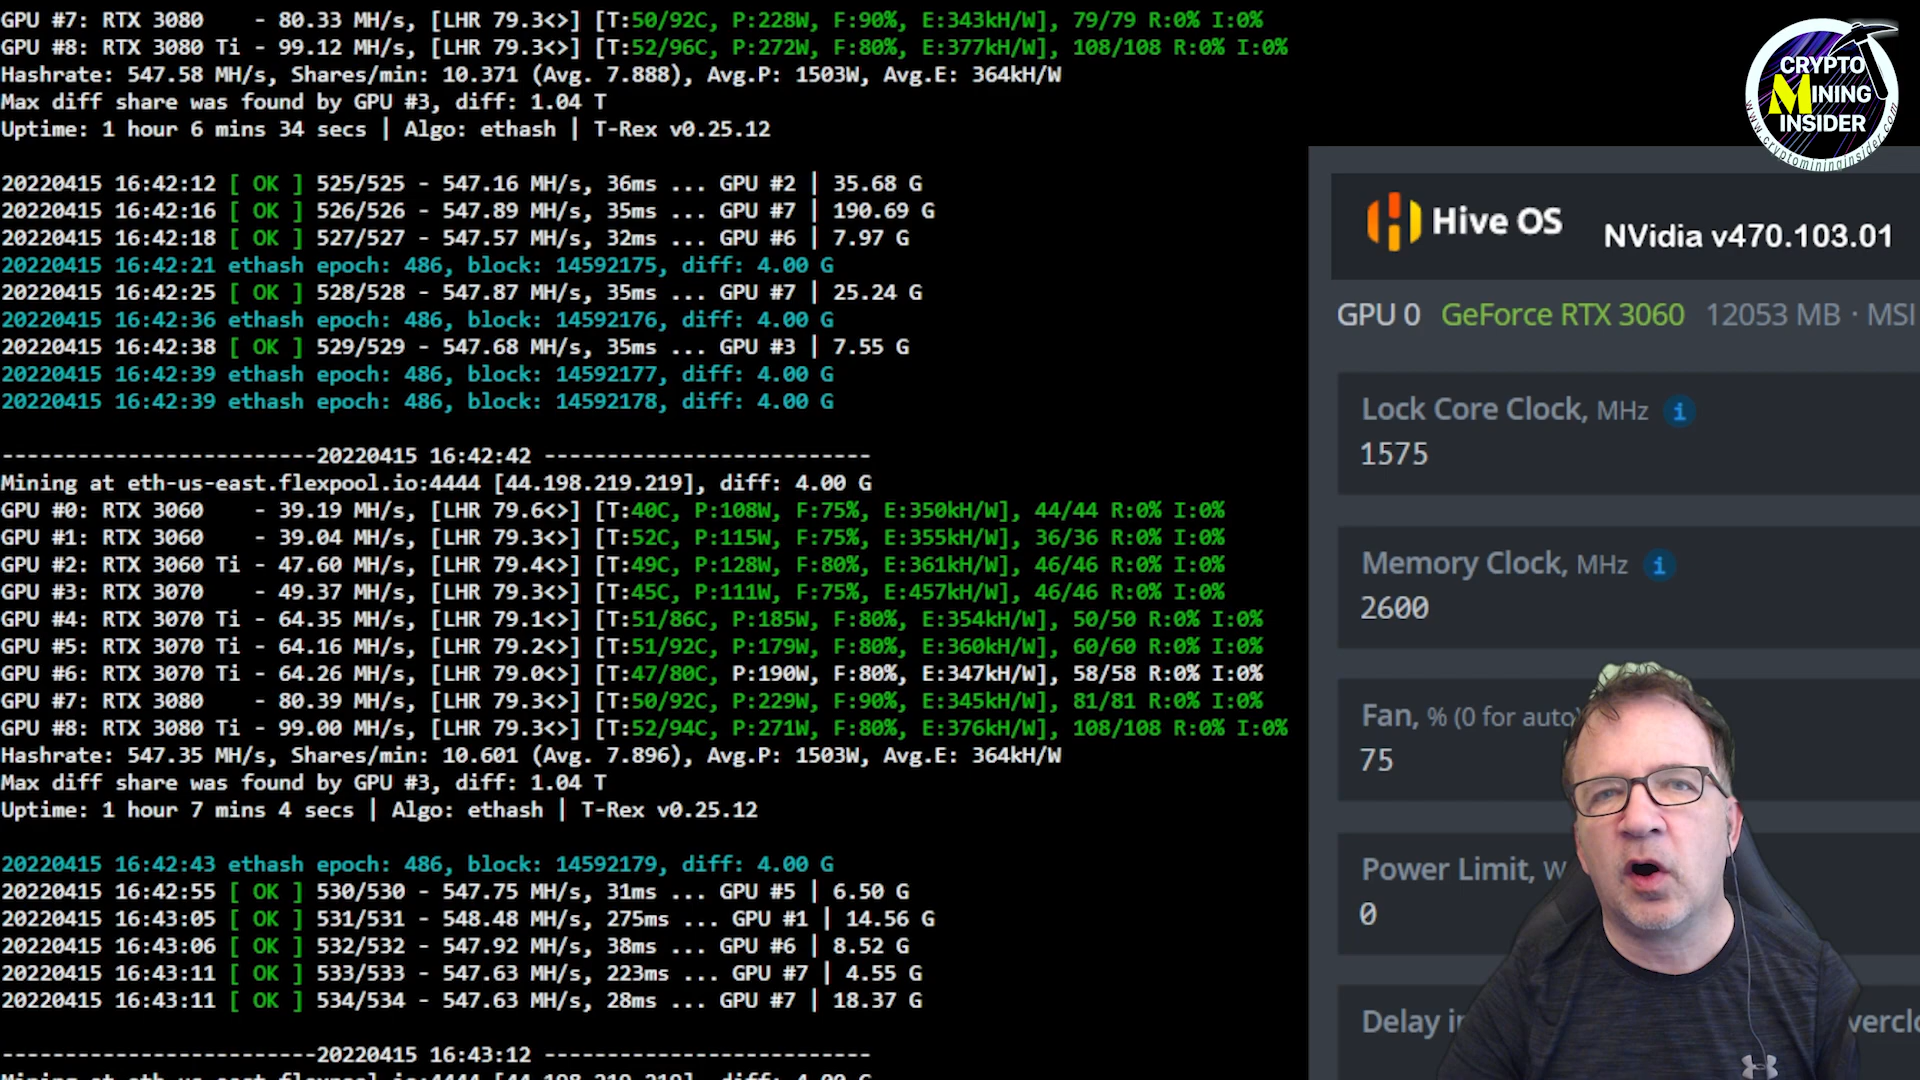 GPU #7: RTX 3080    - 80.33 MH/s, [LHR 79.3<>] [T:50/92C, P:228W, F:90%, E:343kH/W], 79/79 R:0% I:0%
GPU #8: RTX 3080 Ti - 99.12 MH/s, [LHR 79.3<>] [T:52/96C, P:272W, F:80%, E:377kH/W], 108/108 R:0% I:0%
Hashrate: 547.58 MH/s, Shares/min: 10.371 (Avg. 7.888), Avg.P: 1503W, Avg.E: 364kH/W
Max diff share was found by GPU #3, diff: 1.04 T
Uptime: 1 hour 6 mins 34 secs | Algo: ethash | T-Rex v0.25.12
20220415 16:42:12 [ OK ] 525/525 - 547.16 MH/s, 36ms ... GPU #2 | 35.68 G
20220415 16:42:16 [ OK ] 526/526 - 547.89 MH/s, 35ms ... GPU #7 | 190.69 G
20220415 16:42:18 [ OK ] 527/527 - 547.57 MH/s, 32ms ... GPU #6 | 7.97 G
20220415 16:42:21 ethash epoch: 486, block: 14592175, diff: 4.00 G
20220415 16:42:25 [ OK ] 528/528 - 547.87 MH/s, 35ms ... GPU #7 | 25.24 G
20220415 16:42:36 ethash epoch: 486, block: 14592176, diff: 4.00 G
20220415 16:42:38 [ OK ] 529/529 - 547.68 MH/s, 35ms ... GPU #3 | 7.55 G
20220415 16:42:39 ethash epoch: 486, block: 14592177, diff: 4.00 G
20220415 16:42:39 ethash epoch: 486, block: 14592178, diff: 4.00 G
-------------------------20220415 16:42:42 --------------------------
Mining at eth-us-east.flexpool.io:4444 [44.198.219.219], diff: 4.00 G
GPU #0: RTX 3060    - 39.19 MH/s, [LHR 79.6<>] [T:40C, P:108W, F:75%, E:350kH/W], 44/44 R:0% I:0%
GPU #1: RTX 3060    - 39.04 MH/s, [LHR 79.3<>] [T:52C, P:115W, F:75%, E:355kH/W], 36/36 R:0% I:0%
GPU #2: RTX 3060 Ti - 47.60 MH/s, [LHR 79.4<>] [T:49C, P:128W, F:80%, E:361kH/W], 46/46 R:0% I:0%
GPU #3: RTX 3070    - 49.37 MH/s, [LHR 79.3<>] [T:45C, P:111W, F:75%, E:457kH/W], 46/46 R:0% I:0%
GPU #4: RTX 3070 Ti - 64.35 MH/s, [LHR 79.1<>] [T:51/86C, P:185W, F:80%, E:354kH/W], 50/50 R:0% I:0%
GPU #5: RTX 3070 Ti - 64.16 MH/s, [LHR 79.2<>] [T:51/92C, P:179W, F:80%, E:360kH/W], 60/60 R:0% I:0%
GPU #6: RTX 3070 Ti - 64.26 MH/s, [LHR 79.0<>] [T:47/80C, P:190W, F:80%, E:347kH/W], 58/58 R:0% I:0%
GPU #7: RTX 3080    - 80.39 MH/s, [LHR 79.3<>] [T:50/92C, P:229W, F:90%, E:345kH/W], 81/81 R:0% I:0%
GPU #8: RTX 3080 Ti - 99.00 MH/s, [LHR 79.3<>] [T:52/94C, P:271W, F:80%, E:376kH/W], 108/108 R:0% I:0%
Hashrate: 547.35 MH/s, Shares/min: 10.601 (Avg. 7.896), Avg.P: 1503W, Avg.E: 364kH/W
Max diff share was found by GPU #3, diff: 1.04 T
Uptime: 1 hour 7 mins 4 secs | Algo: ethash | T-Rex v0.25.12
20220415 16:42:43 ethash epoch: 486, block: 14592179, diff: 4.00 G
20220415 16:42:55 [ OK ] 530/530 - 547.75 MH/s, 31ms ... GPU #5 | 6.50 G
20220415 16:43:05 [ OK ] 531/531 - 548.48 MH/s, 275ms ... GPU #1 | 14.56 G
20220415 16:43:06 [ OK ] 532/532 - 547.92 MH/s, 38ms ... GPU #6 | 8.52 G
20220415 16:43:11 [ OK ] 533/533 - 547.63 MH/s, 223ms ... GPU #7 | 4.55 G
20220415 16:43:11 [ OK ] 534/534 - 547.63 MH/s, 28ms ... GPU #7 | 18.37 G
-------------------------20220415 16:43:12 --------------------------
Mining at eth-us-east.flexpool.io:4444 [44.198.219.219], diff: 4.00 G
CRYPTO
MINING
INSIDER
www.cryptomininginsider.com
Hive OS
NVidia v470.103.01
GPU 0 GeForce RTX 3060 12053 MB · MSI
Lock Core Clock, MHz i
1575
Memory Clock, MHz i
2600
Fan, % (0 for auto)
75
Power Limit, W
0
Delay in